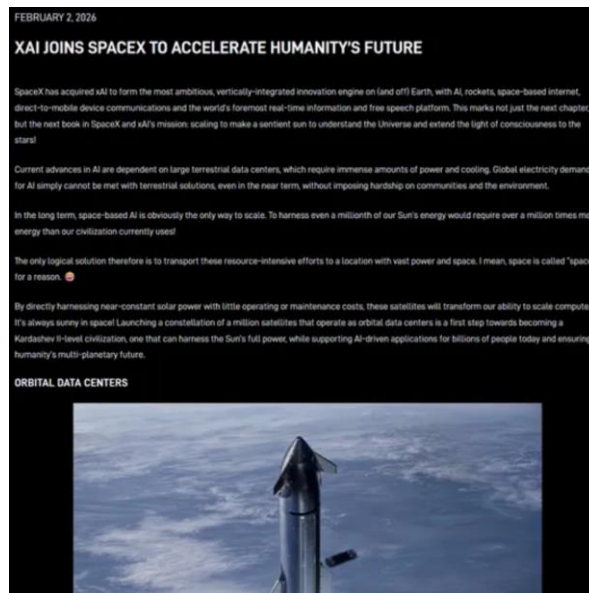 FEBRUARY 2, 2026
XAI JOINS SPACEX TO ACCELERATE HUMANITY'S FUTURE
SpaceX has acquired xAI to form the most ambitious, vertically-integrated innovation engine on (and off) Earth, with AI, rockets, space-based internet,
direct-to-mobile device communications and the world's foremost real-time information and free speech platform. This marks not just the next chapter,
but the next book in SpaceX and xAI's mission: scaling to make a sentient sun to understand the Universe and extend the light of consciousness to the
stars!
Current advances in AI are dependent on large terrestrial data centers, which require immense amounts of power and cooling. Global electricity demand
for AI simply cannot be met with terrestrial solutions, even in the near term, without imposing hardship on communities and the environment.
In the long term, space-based AI is obviously the only way to scale. To harness even a millionth of our Sun's energy would require over a million times mo
energy than our civilization currently uses!
The only logical solution therefore is to transport these resource-intensive efforts to a location with vast power and space. I mean, space is called "space
for a reason. 😂
By directly harnessing near-constant solar power with little operating or maintenance costs, these satellites will transform our ability to scale compute.
It's always sunny in space! Launching a constellation of a million satellites that operate as orbital data centers is a first step towards becoming a
Kardashev II-level civilization, one that can harness the Sun's full power, while supporting AI-driven applications for billions of people today and ensuring
humanity's multi-planetary future.
ORBITAL DATA CENTERS